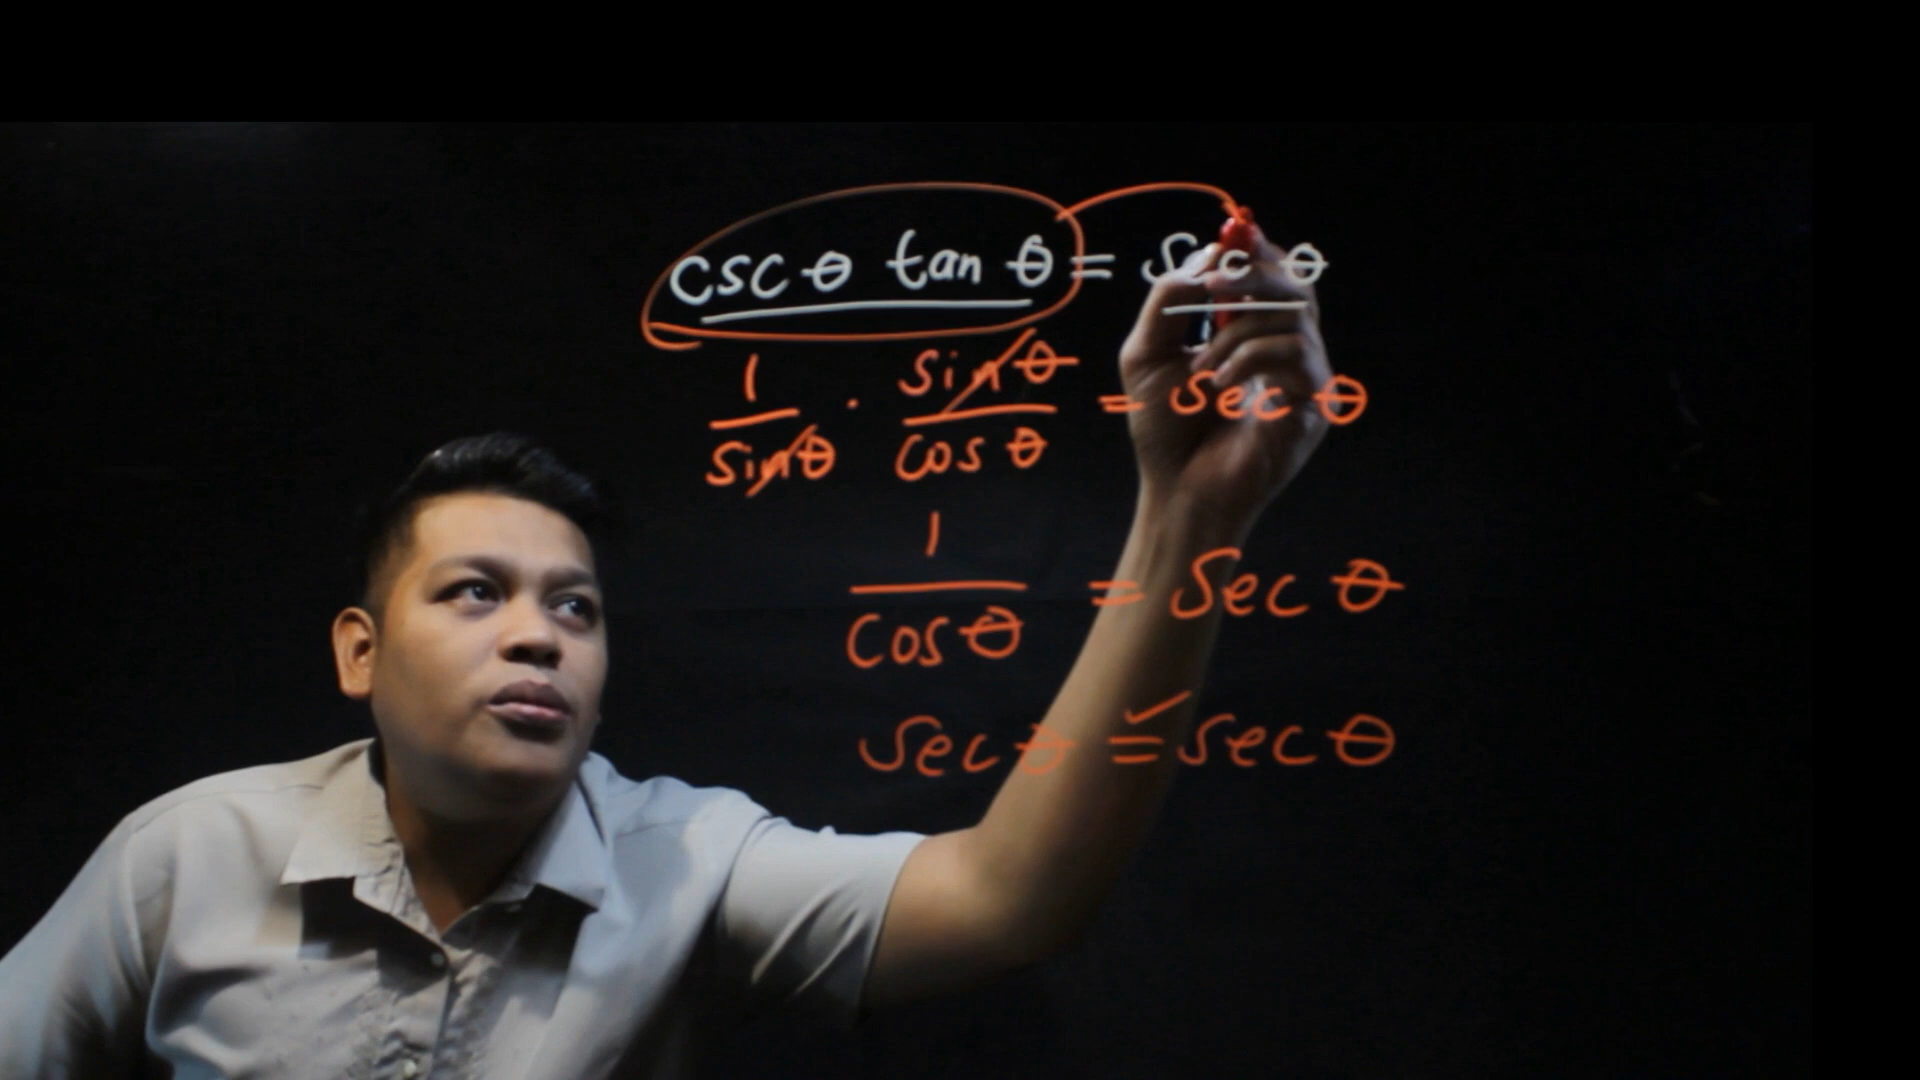 csc θ tan θ = sec θ
1/sin θ · sin θ/cos θ = sec θ
1/cos θ = sec θ
sec θ = sec θ